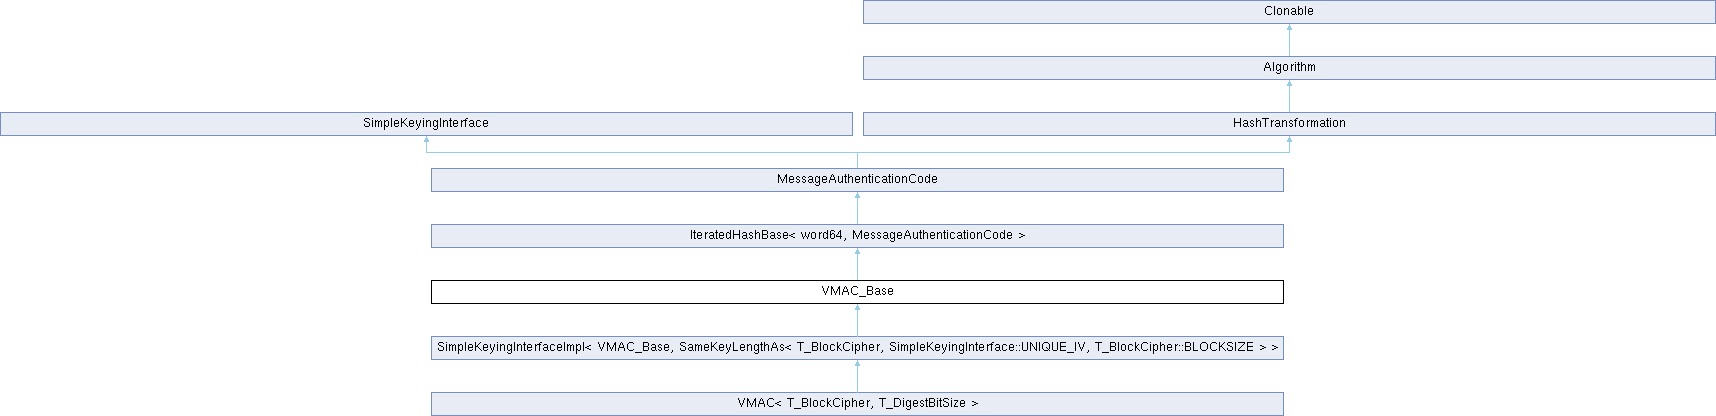 Clonable
Algorithm
SimpleKeyingInterface
HashTransformation
MessageAuthenticationCode
IteratedHashBase< word64, MessageAuthenticationCode >
VMAC_Base
SimpleKeyingInterfaceImpl< VMAC_Base, SameKeyLengthAs< T_BlockCipher, SimpleKeyingInterface::UNIQUE_IV, T_BlockCipher::BLOCKSIZE > >
VMAC< T_BlockCipher, T_DigestBitSize >